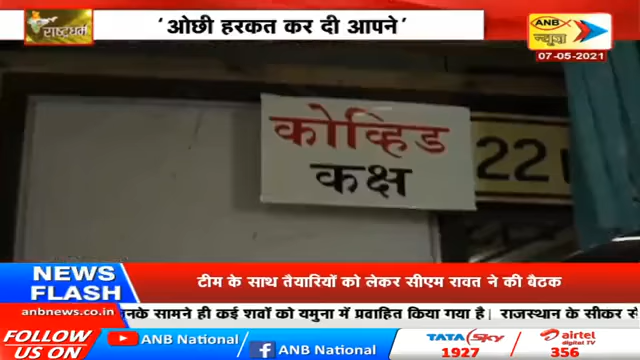 राष्ट्रधर्म
‘ओछी हरकत कर दी आपने’
ANB
न्यूज़
07-05-2021
कोव्हिड
कक्ष
22
NEWS
FLASH
टीम के साथ तैयारियों को लेकर सीएम रावत ने की बैठक
www.anbnews.co.in
नके सामने ही कई शवों को यमुना में प्रवाहित किया गया है। राजस्थान के सीकर से
FOLLOW
US ON
ANB National
ANB National
TATA Sky
1927
airtel
digital TV
356